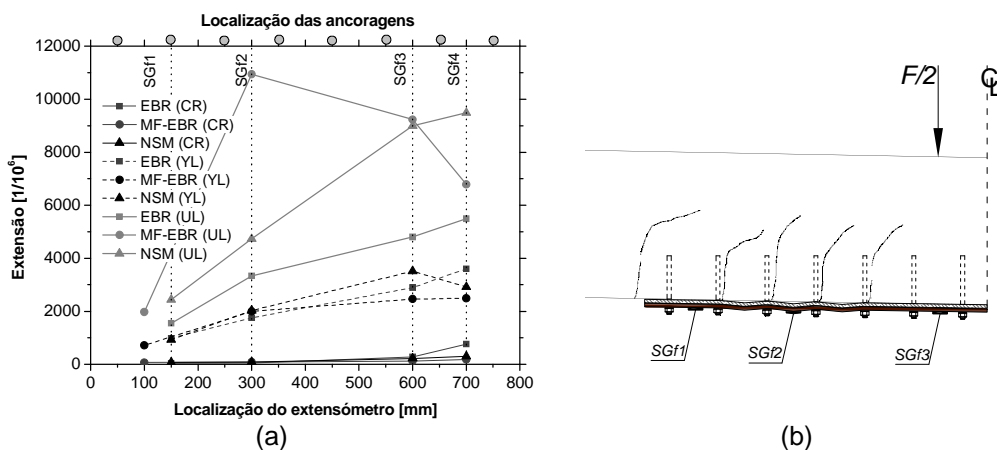 Localização das ancoragens
12000
10000
8000
6000
4000
2000
0
Extensão [1/10⁶]
SGf1
SGf2
SGf3
SGf4
EBR (CR)
MF-EBR (CR)
NSM (CR)
EBR (YL)
MF-EBR (YL)
NSM (YL)
EBR (UL)
MF-EBR (UL)
NSM (UL)
0 100 200 300 400 500 600 700 800
Localização do extensómetro [mm]
(a)
F/2
CL
SGf1
SGf2
SGf3
(b)